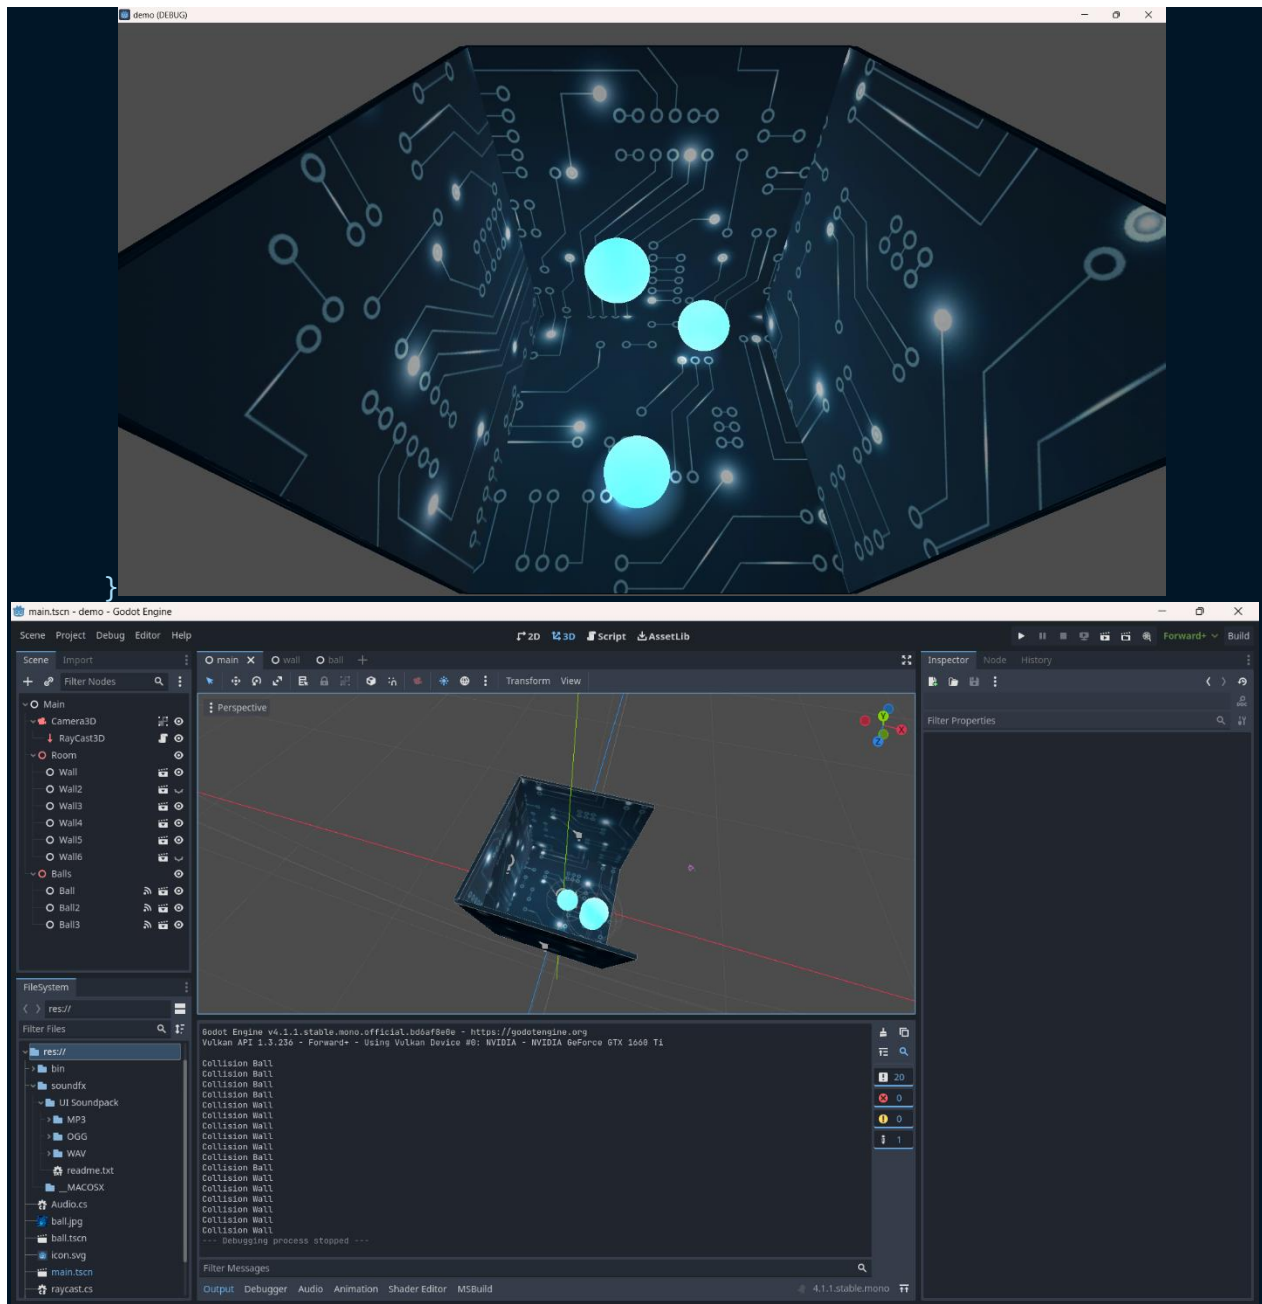 demo (DEBUG)
}
main.tscn - demo - Godot Engine
Scene Project Debug Editor Help
2D 3D Script AssetLib
Forward+ Build
Scene Import
main wall ball
Inspector Node History
Filter Nodes
Transform View
Main
Perspective
Filter Properties
Camera3D
RayCast3D
Room
Wall
Wall2
Wall3
Wall4
Wall5
Wall6
Balls
Ball
Ball2
Ball3
Y
X
Z
FileSystem
res://
Filter Files
res://
bin
soundfx
UI Soundpack
MP3
OGG
WAV
readme.txt
__MACOSX
Audio.cs
ball.jpg
ball.tscn
icon.svg
main.tscn
raycast.cs
Godot Engine v4.1.1.stable.mono.official.bd6af8e0e - https://godotengine.org
Vulkan API 1.3.236 - Forward+ - Using Vulkan Device #0: NVIDIA - NVIDIA GeForce GTX 1660 Ti
Collision Ball
Collision Ball
Collision Ball
Collision Ball
Collision Wall
Collision Wall
Collision Wall
Collision Wall
Collision Wall
Collision Ball
Collision Ball
Collision Wall
Collision Wall
Collision Wall
Collision Wall
Collision Wall
Collision Wall
--- Debugging process stopped ---
20
0
0
1
Filter Messages
Output Debugger Audio Animation Shader Editor MSBuild
4.1.1.stable.mono